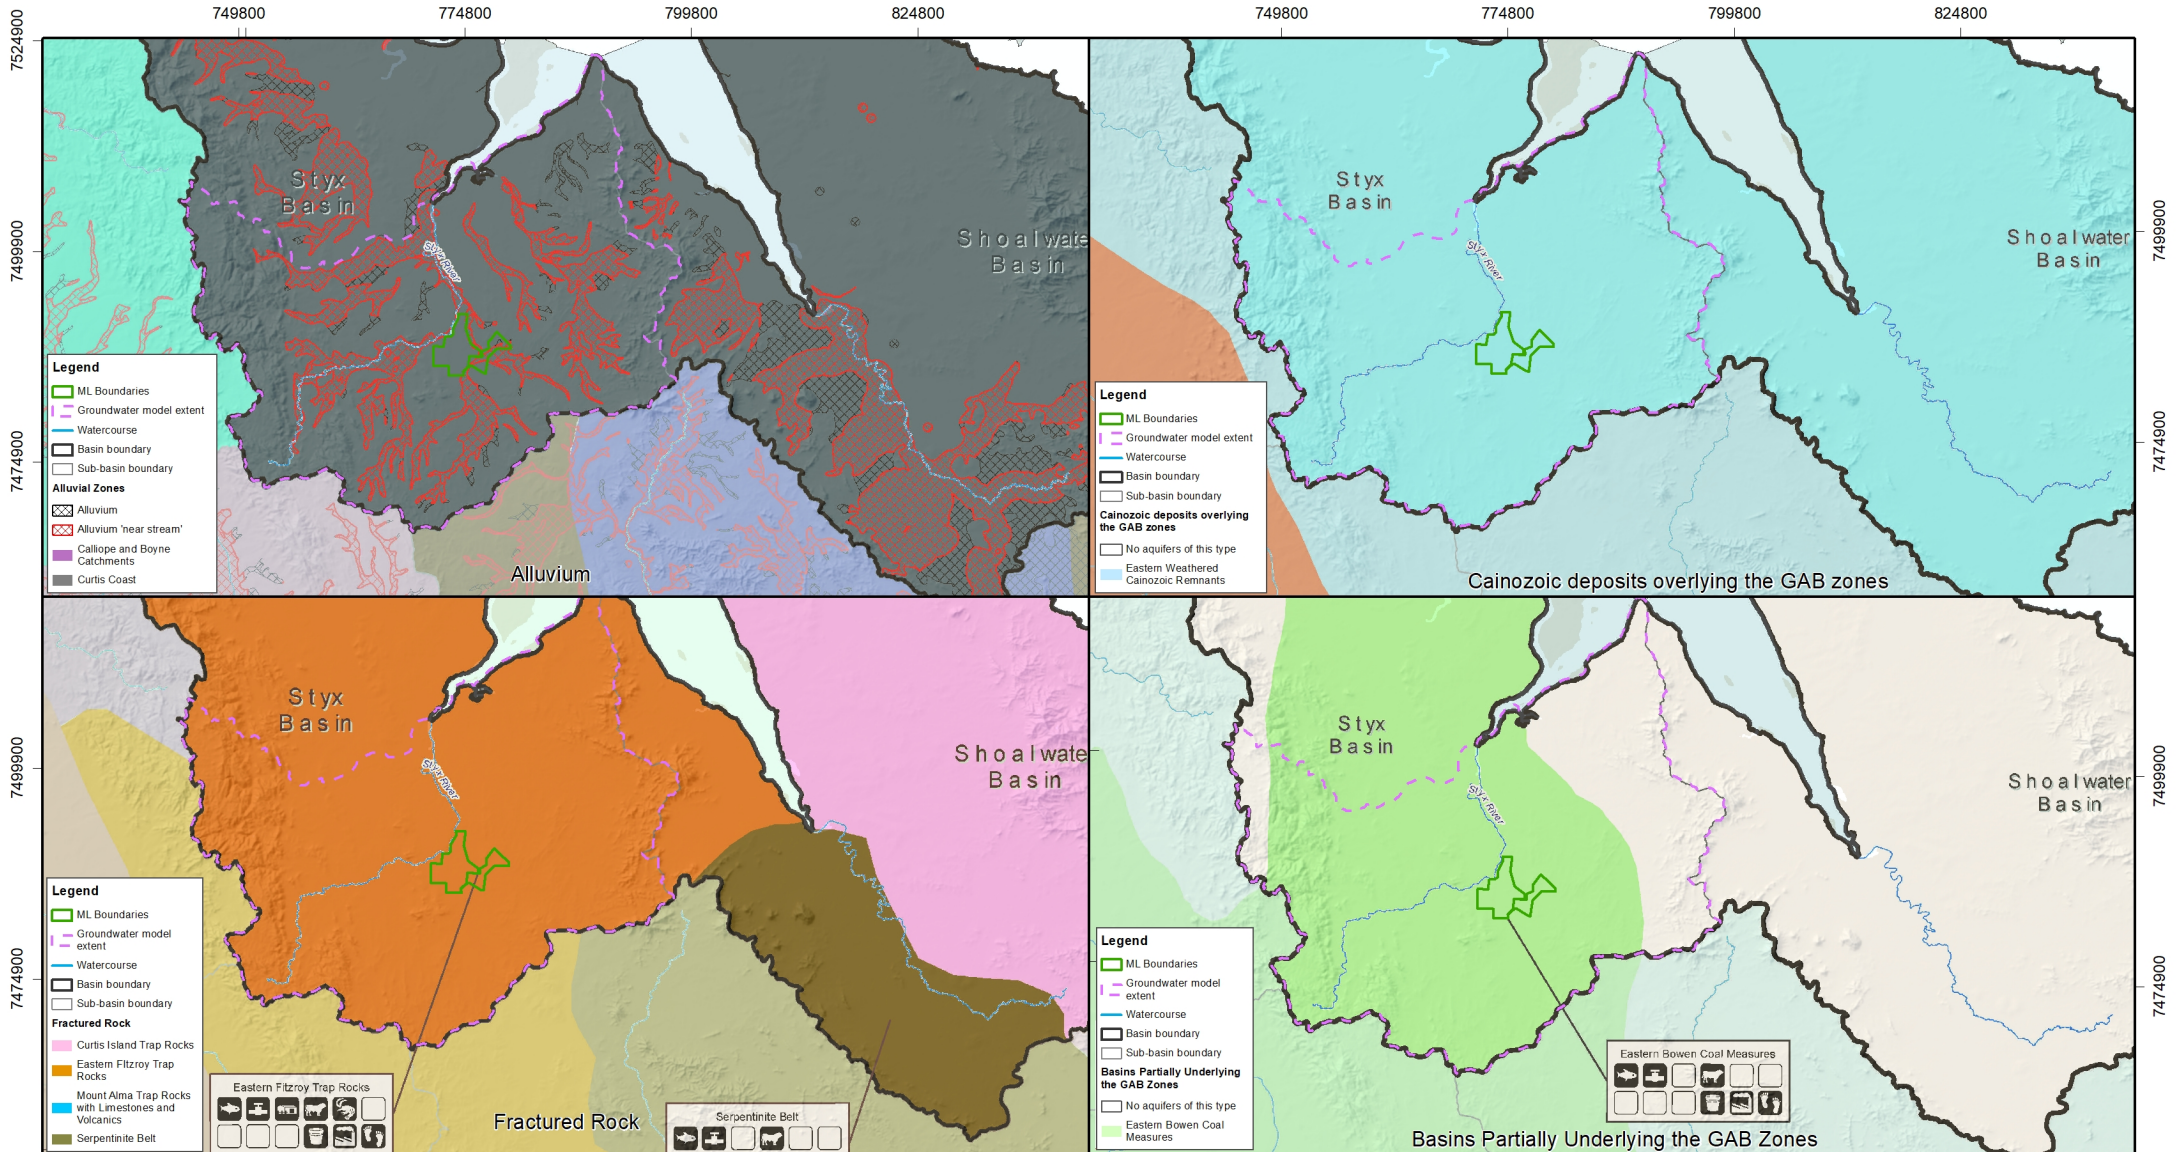 749800 774800 799800 824800 749800 774800 799800 824800
7524900
7499900
7474900
Styx
Basin
Shoalwate
Basin
Styx River
Legend
ML Boundaries
Groundwater model extent
Watercourse
Basin boundary
Sub-basin boundary
Alluvial Zones
Alluvium
Alluvium 'near stream'
Calliope and Boyne
Catchments
Curtis Coast
Alluvium
Styx
Basin
Shoalwater
Basin
Styx River
7499900
7474900
Legend
ML Boundaries
Groundwater model extent
Watercourse
Basin boundary
Sub-basin boundary
Cainozoic deposits overlying
the GAB zones
No aquifers of this type
Eastern Weathered
Cainozoic Remnants
Cainozoic deposits overlying the GAB zones
7499900
7474900
Styx
Basin
Shoalwate
Basin
Styx River
Legend
ML Boundaries
Groundwater model
extent
Watercourse
Basin boundary
Sub-basin boundary
Fractured Rock
Curtis Island Trap Rocks
Eastern FItzroy Trap
Rocks
Mount Alma Trap Rocks
with Limestones and
Volcanics
Serpentinite Belt
Eastern Fitzroy Trap Rocks
Serpentinite Belt
Fractured Rock
Styx
Basin
Shoalwater
Basin
Styx River
7499900
7474900
Legend
ML Boundaries
Groundwater model
extent
Watercourse
Basin boundary
Sub-basin boundary
Basins Partially Underlying
the GAB Zones
No aquifers of this type
Eastern Bowen Coal
Measures
Eastern Bowen Coal Measures
Basins Partially Underlying the GAB Zones